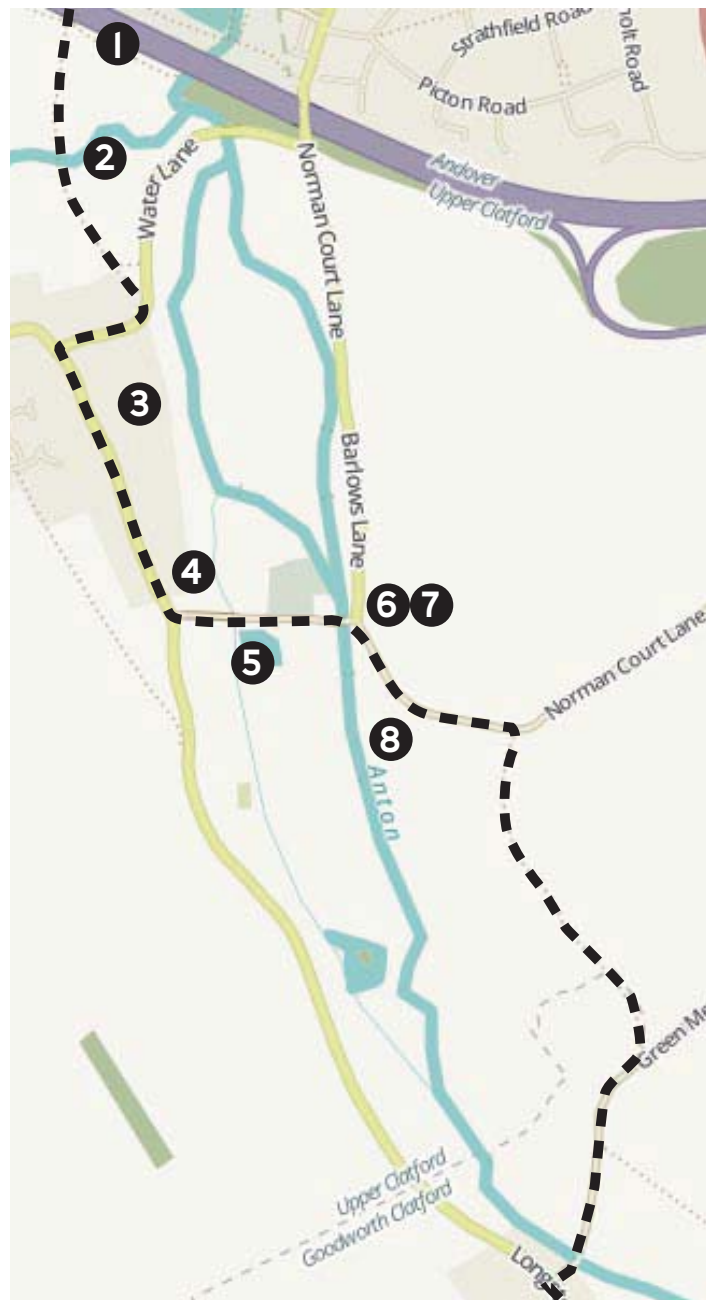 1
Strathfield Road
Picton Road
2
Water Lane
Andover
Upper Clatford
Norman Court Lane
3
Barlows Lane
4
6 7
5
Norman Court Lane
8
Anton
Green
Upper Clatford
Goodworth Clatford